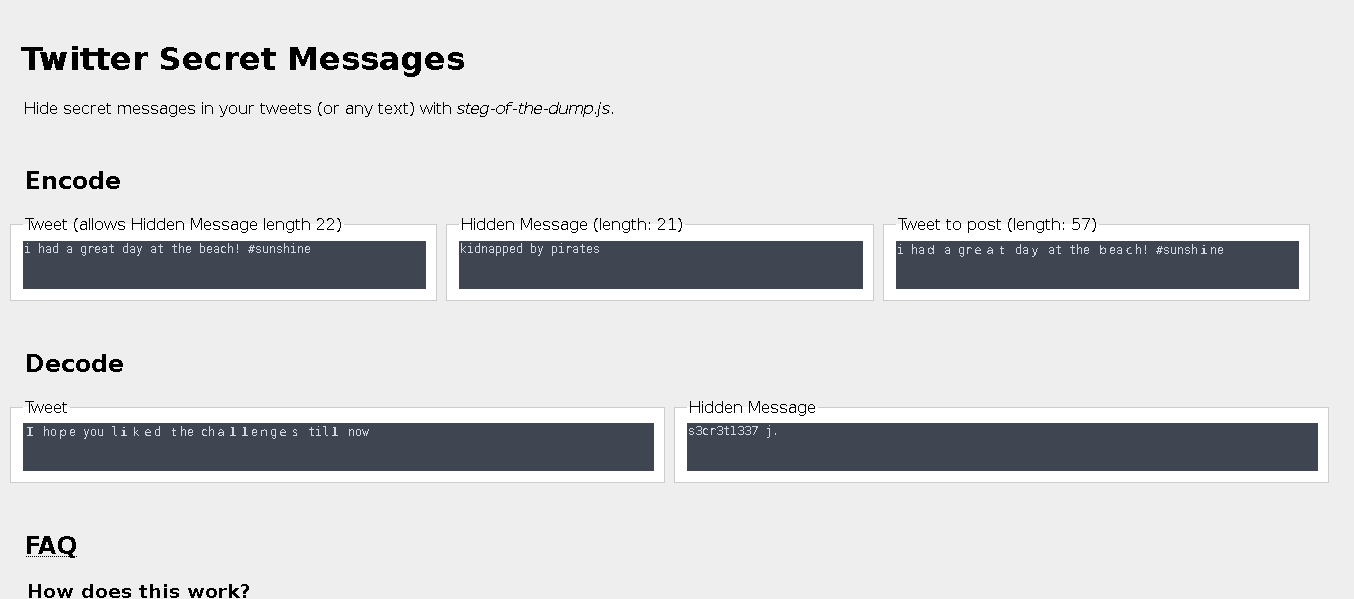 Twitter Secret Messages
Hide secret messages in your tweets (or any text) with steg-of-the-dump.js.
Encode
Tweet (allows Hidden Message length 22)
i had a great day at the beach! #sunshine
Hidden Message (length: 21)
kidnapped by pirates
Tweet to post (length: 57)
i had a great day at the beach! #sunshine
Decode
Tweet
I hope you liked the challenges till now
Hidden Message
s3cr3tl337 j.
FAQ
How does this work?